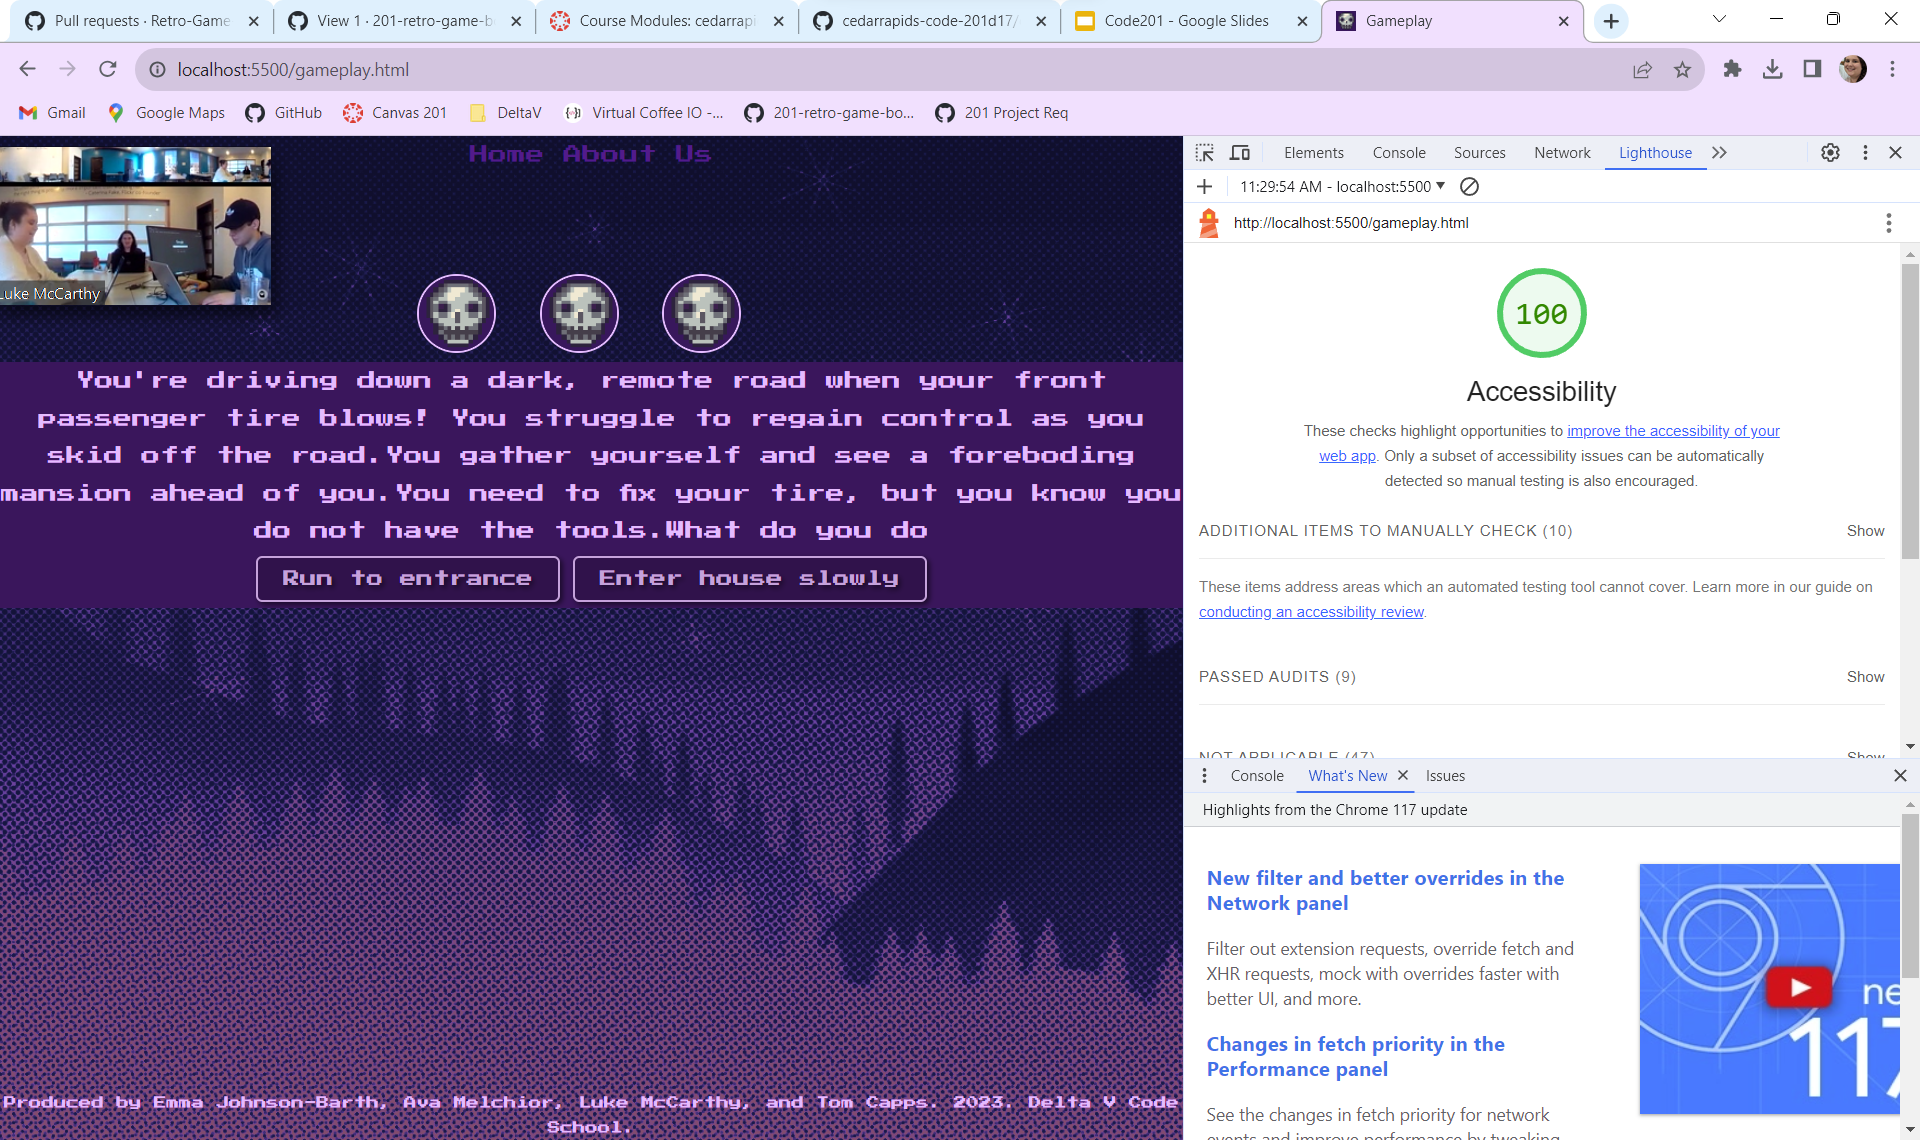 Pull requests · Retro-Game
View 1 · 201-retro-game-b
Course Modules: cedarrapi
cedarrapids-code-201d17/
Code201 - Google Slides
Gameplay
localhost:5500/gameplay.html
Gmail
Google Maps
GitHub
Canvas 201
DeltaV
Virtual Coffee IO -...
201-retro-game-bo...
201 Project Req
Home About Us
Luke McCarthy
You're driving down a dark, remote road when your front
passenger tire blows! You struggle to regain control as you
skid off the road.You gather yourself and see a foreboding
mansion ahead of you.You need to fix your tire, but you know you
do not have the tools.What do you do
Run to entrance
Enter house slowly
Produced by Emma Johnson-Barth, Ava Melchior, Luke McCarthy, and Tom Capps. 2023. Delta V Code
School.
Elements
Console
Sources
Network
Lighthouse
11:29:54 AM - localhost:5500
http://localhost:5500/gameplay.html
100
Accessibility
These checks highlight opportunities to improve the accessibility of your
web app. Only a subset of accessibility issues can be automatically
detected so manual testing is also encouraged.
ADDITIONAL ITEMS TO MANUALLY CHECK (10)
Show
These items address areas which an automated testing tool cannot cover. Learn more in our guide on
conducting an accessibility review.
PASSED AUDITS (9)
Show
NOT APPLICABLE (47)
Show
Console
What's New
Issues
Highlights from the Chrome 117 update
New filter and better overrides in the
Network panel
Filter out extension requests, override fetch and
XHR requests, mock with overrides faster with
better UI, and more.
Changes in fetch priority in the
Performance panel
See the changes in fetch priority for network
events and improve performance by tweaking
ne
117